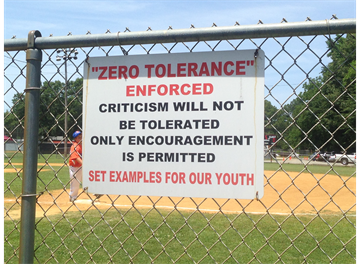 "ZERO TOLERANCE"
ENFORCED
CRITICISM WILL NOT
BE TOLERATED
ONLY ENCOURAGEMENT
IS PERMITTED
SET EXAMPLES FOR OUR YOUTH